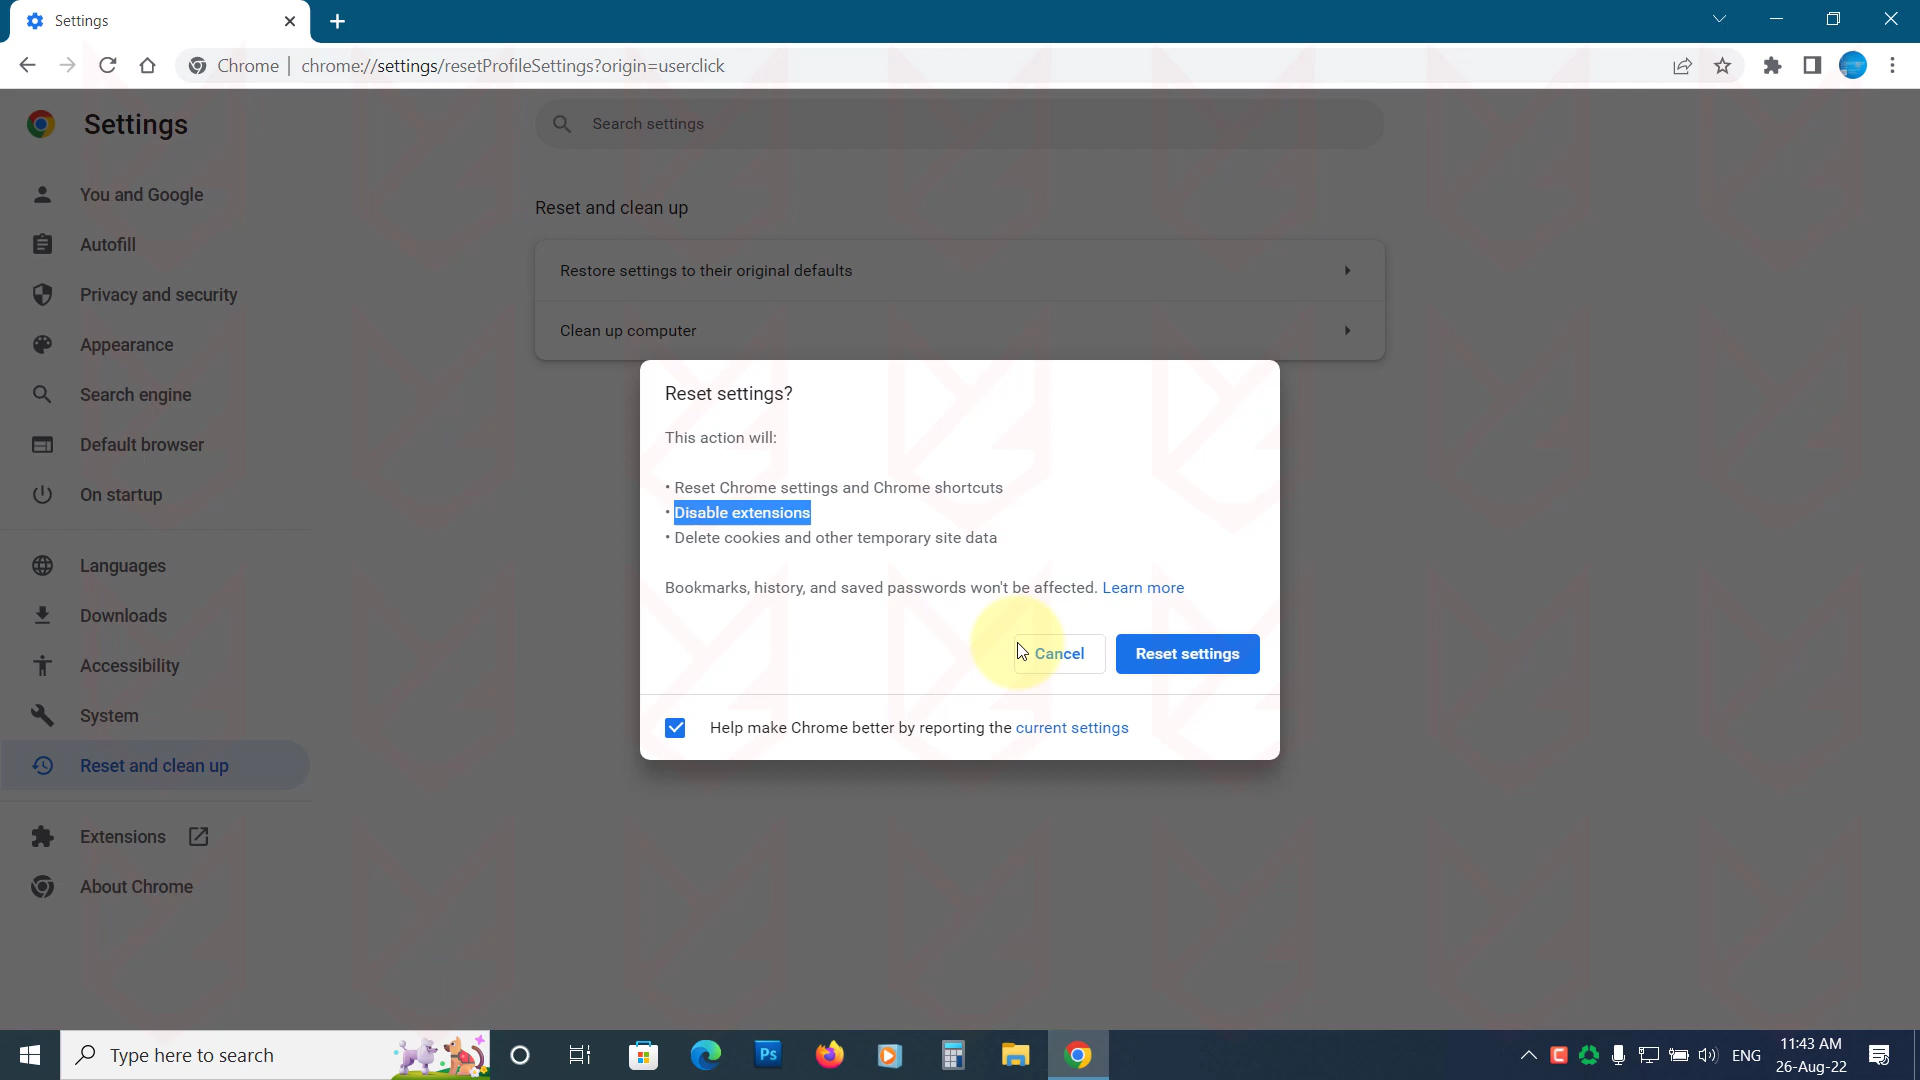 Settings
Chrome | chrome://settings/resetProfileSettings?origin=userclick
Settings
Search settings
You and Google
Autofill
Privacy and security
Appearance
Search engine
Default browser
On startup
Languages
Downloads
Accessibility
System
Reset and clean up
Extensions
About Chrome
Reset and clean up
Restore settings to their original defaults
Clean up computer
Reset settings?
This action will:
• Reset Chrome settings and Chrome shortcuts
• Disable extensions
• Delete cookies and other temporary site data
Bookmarks, history, and saved passwords won't be affected. Learn more
Cancel
Reset settings
Help make Chrome better by reporting the current settings
Type here to search
Ps
ENG
11:43 AM
26-Aug-22